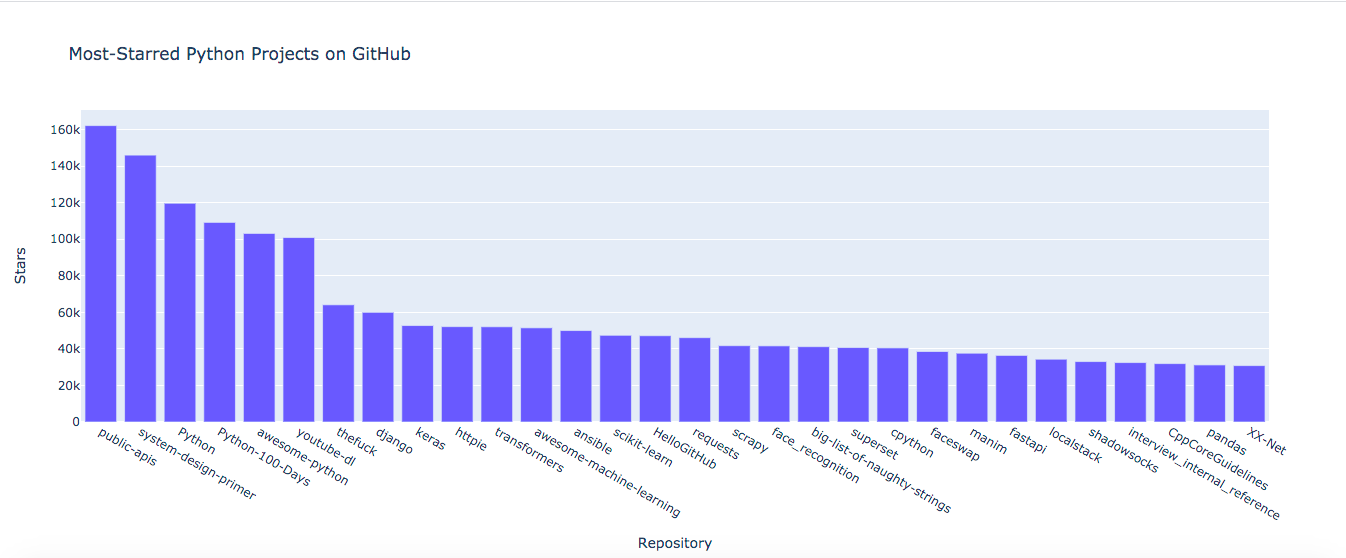 Most-Starred Python Projects on GitHub
Stars
160k
140k
120k
100k
80k
60k
40k
20k
0
public-apis
system-design-primer
Python
Python-100-Days
awesome-python
youtube-dl
thefuck
django
keras
httpie
transformers
awesome-machine-learning
ansible
scikit-learn
HelloGitHub
requests
scrapy
face_recognition
big-list-of-naughty-strings
superset
cpython
faceswap
manim
fastapi
localstack
shadowsocks
interview_internal_reference
CppCoreGuidelines
pandas
XX-Net
Repository